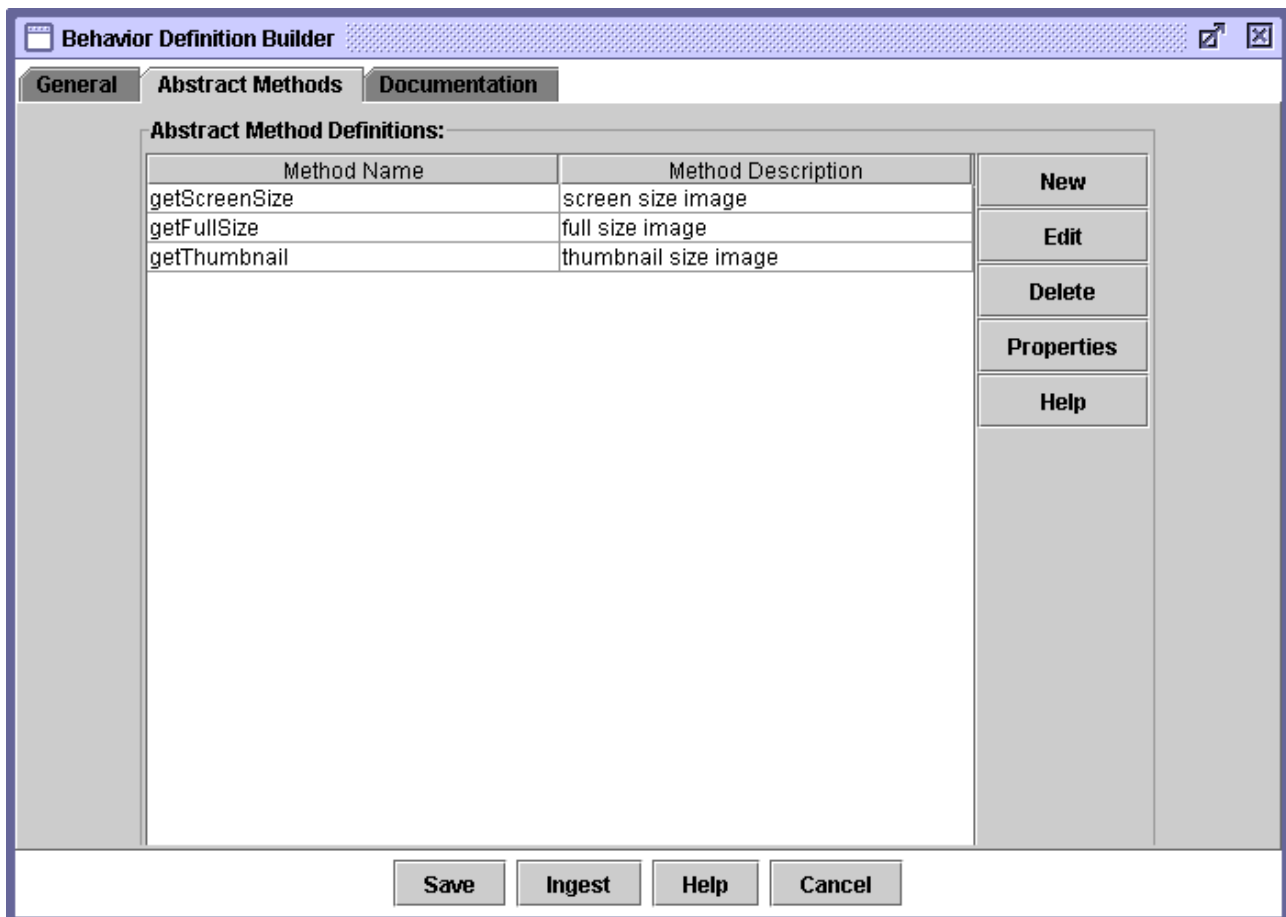 Behavior Definition Builder
General Abstract Methods Documentation
Abstract Method Definitions:
Method Name Method Description
getScreenSize screen size image
getFullSize full size image
getThumbnail thumbnail size image
New
Edit
Delete
Properties
Help
Save Ingest Help Cancel